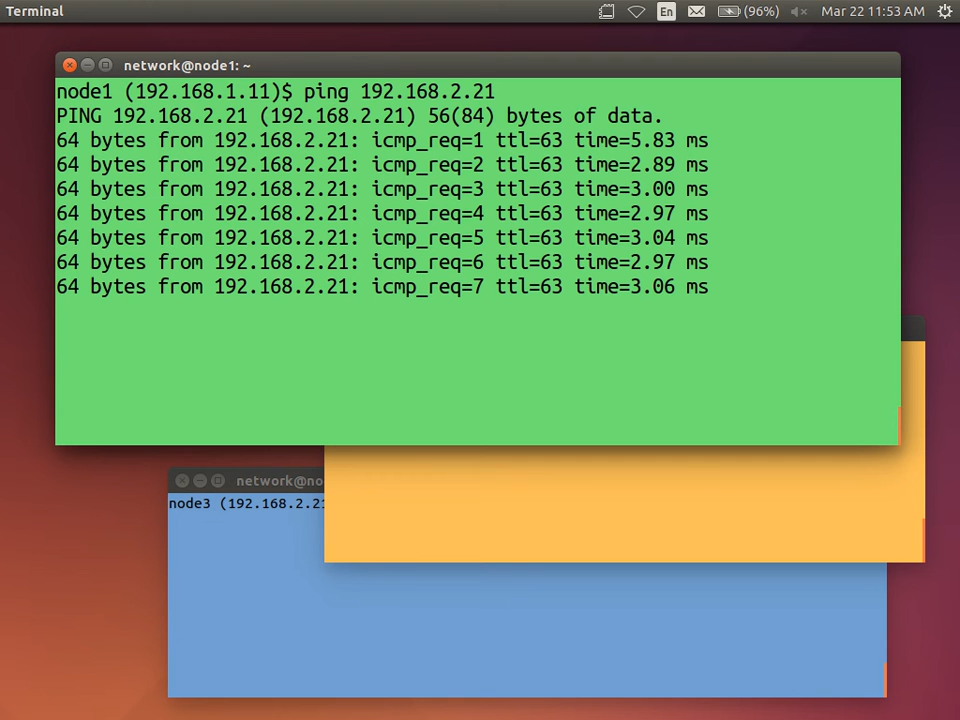 Terminal
En
(96%)
Mar 22 11:53 AM
network@node1: ~
node1 (192.168.1.11)$ ping 192.168.2.21
PING 192.168.2.21 (192.168.2.21) 56(84) bytes of data.
64 bytes from 192.168.2.21: icmp_req=1 ttl=63 time=5.83 ms
64 bytes from 192.168.2.21: icmp_req=2 ttl=63 time=2.89 ms
64 bytes from 192.168.2.21: icmp_req=3 ttl=63 time=3.00 ms
64 bytes from 192.168.2.21: icmp_req=4 ttl=63 time=2.97 ms
64 bytes from 192.168.2.21: icmp_req=5 ttl=63 time=3.04 ms
64 bytes from 192.168.2.21: icmp_req=6 ttl=63 time=2.97 ms
64 bytes from 192.168.2.21: icmp_req=7 ttl=63 time=3.06 ms
network@no
node3 (192.168.2.21